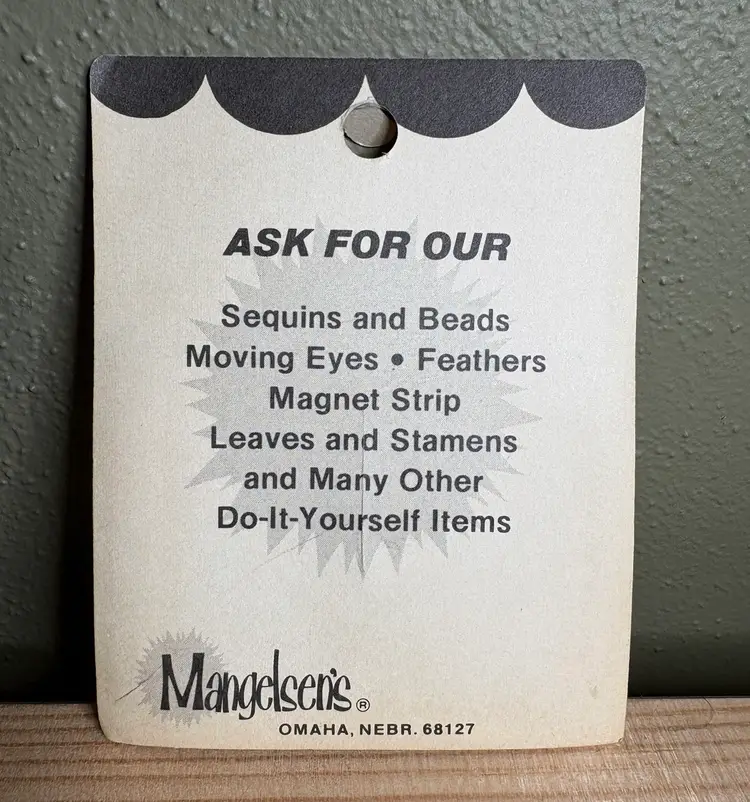 ASK FOR OUR
Sequins and Beads
Moving Eyes • Feathers
Magnet Strip
Leaves and Stamens
and Many Other
Do-It-Yourself Items
Mangelsen's®
OMAHA, NEBR. 68127